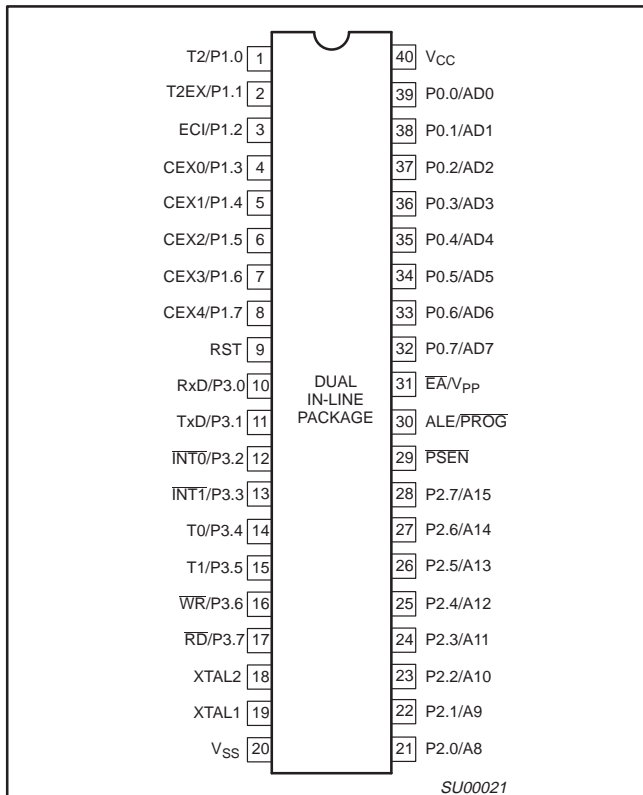 T2/P1.0 1
T2EX/P1.1 2
ECI/P1.2 3
CEX0/P1.3 4
CEX1/P1.4 5
CEX2/P1.5 6
CEX3/P1.6 7
CEX4/P1.7 8
RST 9
RxD/P3.0 10
TxD/P3.1 11
INT0/P3.2 12
INT1/P3.3 13
T0/P3.4 14
T1/P3.5 15
WR/P3.6 16
RD/P3.7 17
XTAL2 18
XTAL1 19
VSS 20
DUAL
IN-LINE
PACKAGE
40 VCC
39 P0.0/AD0
38 P0.1/AD1
37 P0.2/AD2
36 P0.3/AD3
35 P0.4/AD4
34 P0.5/AD5
33 P0.6/AD6
32 P0.7/AD7
31 EA/VPP
30 ALE/PROG
29 PSEN
28 P2.7/A15
27 P2.6/A14
26 P2.5/A13
25 P2.4/A12
24 P2.3/A11
23 P2.2/A10
22 P2.1/A9
21 P2.0/A8
SU00021